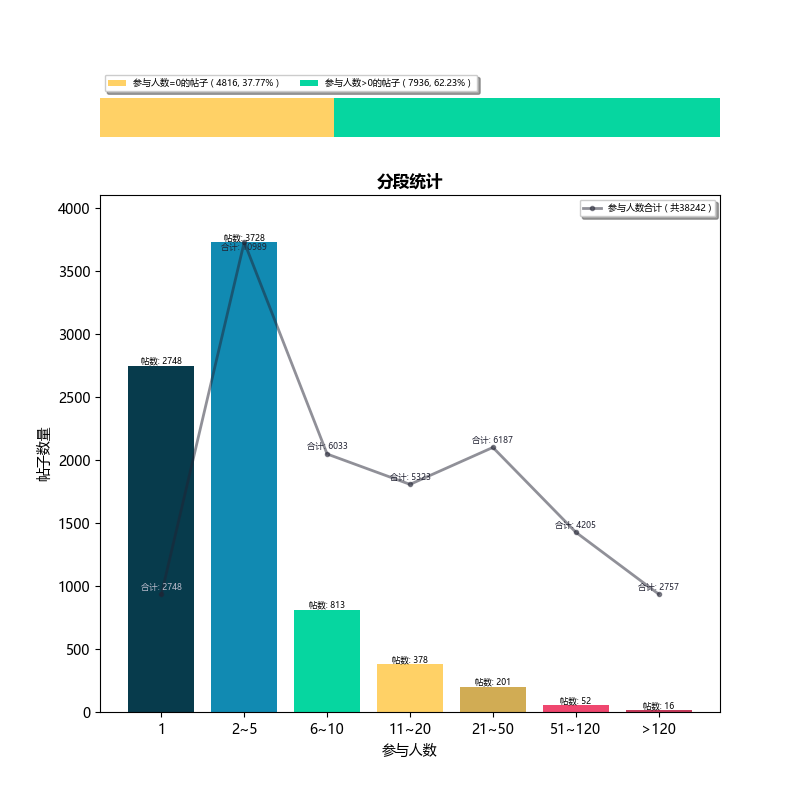 参与人数=0的帖子 ( 4816, 37.77% )
参与人数>0的帖子 ( 7936, 62.23% )
分段统计
参与人数合计 ( 共38242 )
帖子数量
4000
3500
3000
2500
2000
1500
1000
500
0
帖数: 2748
帖数: 3728
帖数: 813
帖数: 378
帖数: 201
帖数: 52
帖数: 16
合计: 2748
合计: 10989
合计: 6033
合计: 5323
合计: 6187
合计: 4205
合计: 2757
1
2~5
6~10
11~20
21~50
51~120
>120
参与人数